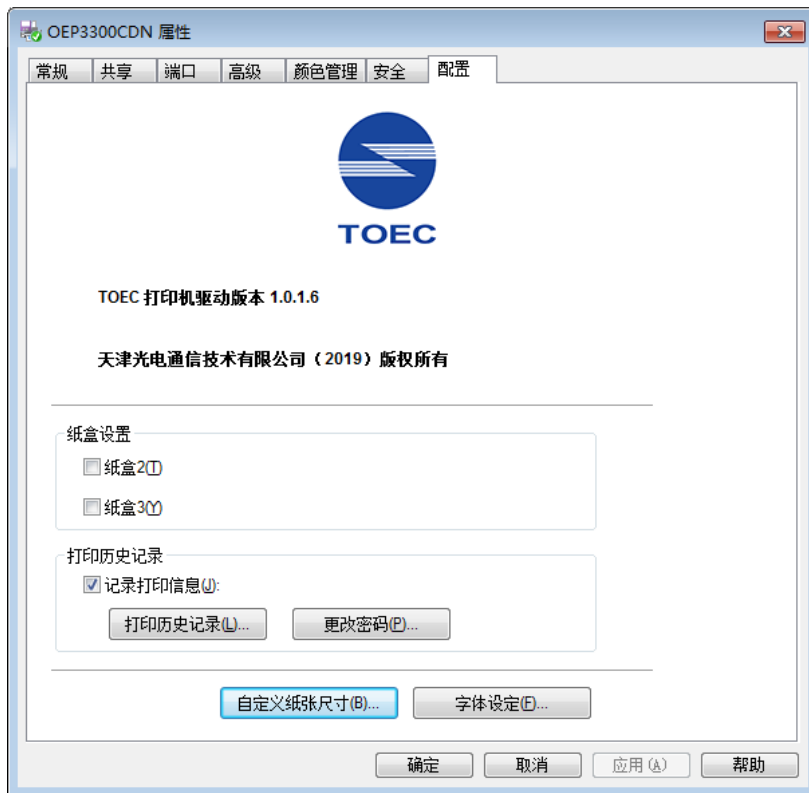 OEP3300CDN 属性
常规 共享 端口 高级 颜色管理 安全 配置
TOEC
TOEC 打印机驱动版本 1.0.1.6
天津光电通信技术有限公司（2019）版权所有
纸盒设置
纸盒2(T)
纸盒3(Y)
打印历史记录
记录打印信息(J):
打印历史记录(L)... 更改密码(P)...
自定义纸张尺寸(B)... 字体设定(F)...
确定 取消 应用(A) 帮助